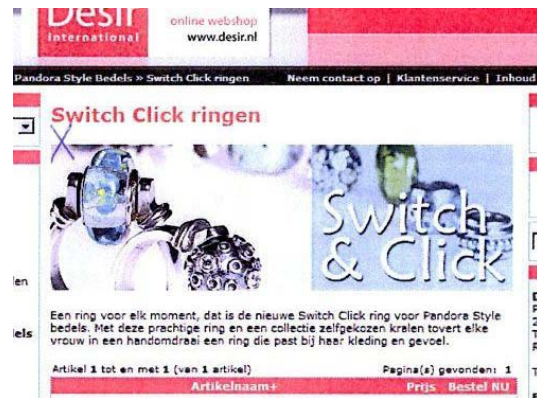 Desir
International
online webshop
www.desir.nl
Pandora Style Bedels » Switch Click ringen Neem contact op | Klantenservice | Inhoud
Switch Click ringen
Switch
& Click
len
Een ring voor elk moment, dat is de nieuwe Switch Click ring voor Pandora Style
bedels. Met deze prachtige ring en een collectie zelfgekozen kralen tovert elke
vrouw in een handomdraai een ring die past bij haar kleding en gevoel.
dels
Artikel 1 tot en met 1 (van 1 artikel) Pagina(s) gevonden: 1
Artikelnaam+ Prijs Bestel NU